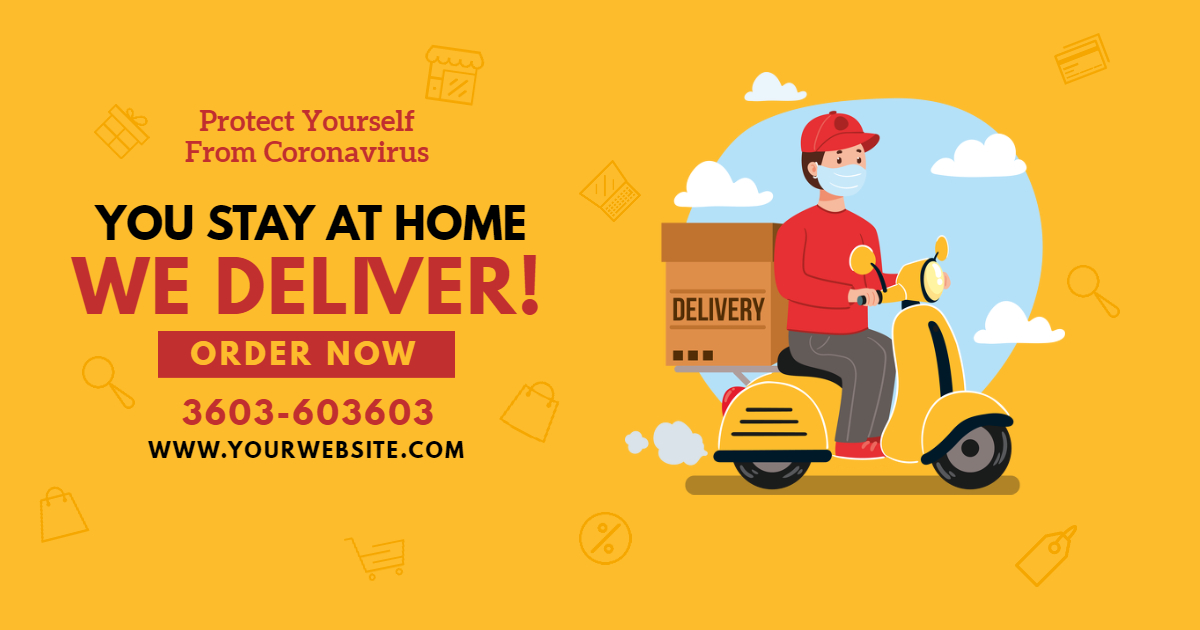 Protect Yourself
From Coronavirus
YOU STAY AT HOME
WE DELIVER!
ORDER NOW
3603-603603
WWW.YOURWEBSITE.COM
DELIVERY